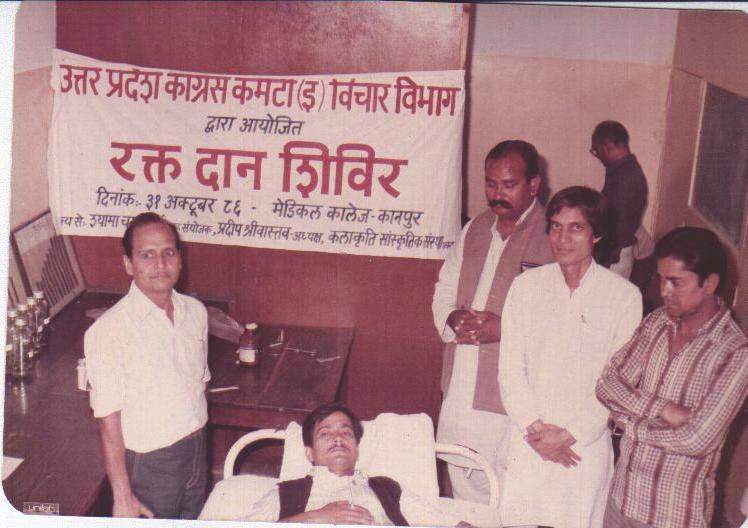 उत्तर प्रदेश कांग्रेस कमेटी (इ) विचार विभाग
द्वारा आयोजित
रक्त दान शिविर
दिनांक:- ३१ अक्टूबर ८६ - मेडिकल कालेज-कानपुर
श्यामा संयोजक, प्रदीप श्रीवास्तव-अध्यक्ष, कलाकृति सांस्कृतिक संस्था